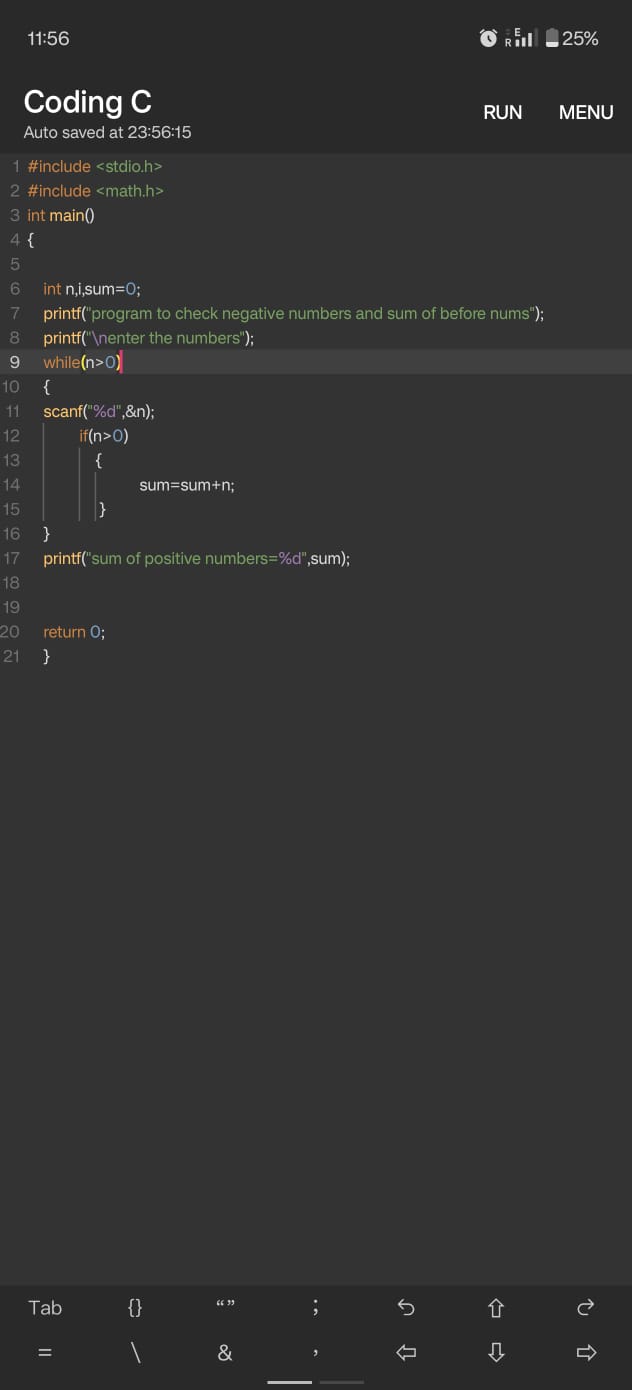 11:56
R E 25%
Coding C
RUN MENU
Auto saved at 23:56:15
1 #include <stdio.h>
2 #include <math.h>
3 int main()
4 {
5
6 int n,i,sum=0;
7 printf("program to check negative numbers and sum of before nums");
8 printf("\nenter the numbers");
9 while(n>0)
10 {
11 scanf("%d",&n);
12 if(n>0)
13 {
14 sum=sum+n;
15 }
16 }
17 printf("sum of positive numbers=%d",sum);
18
19
20 return 0;
21 }
Tab {} “” ;
= \ & ,